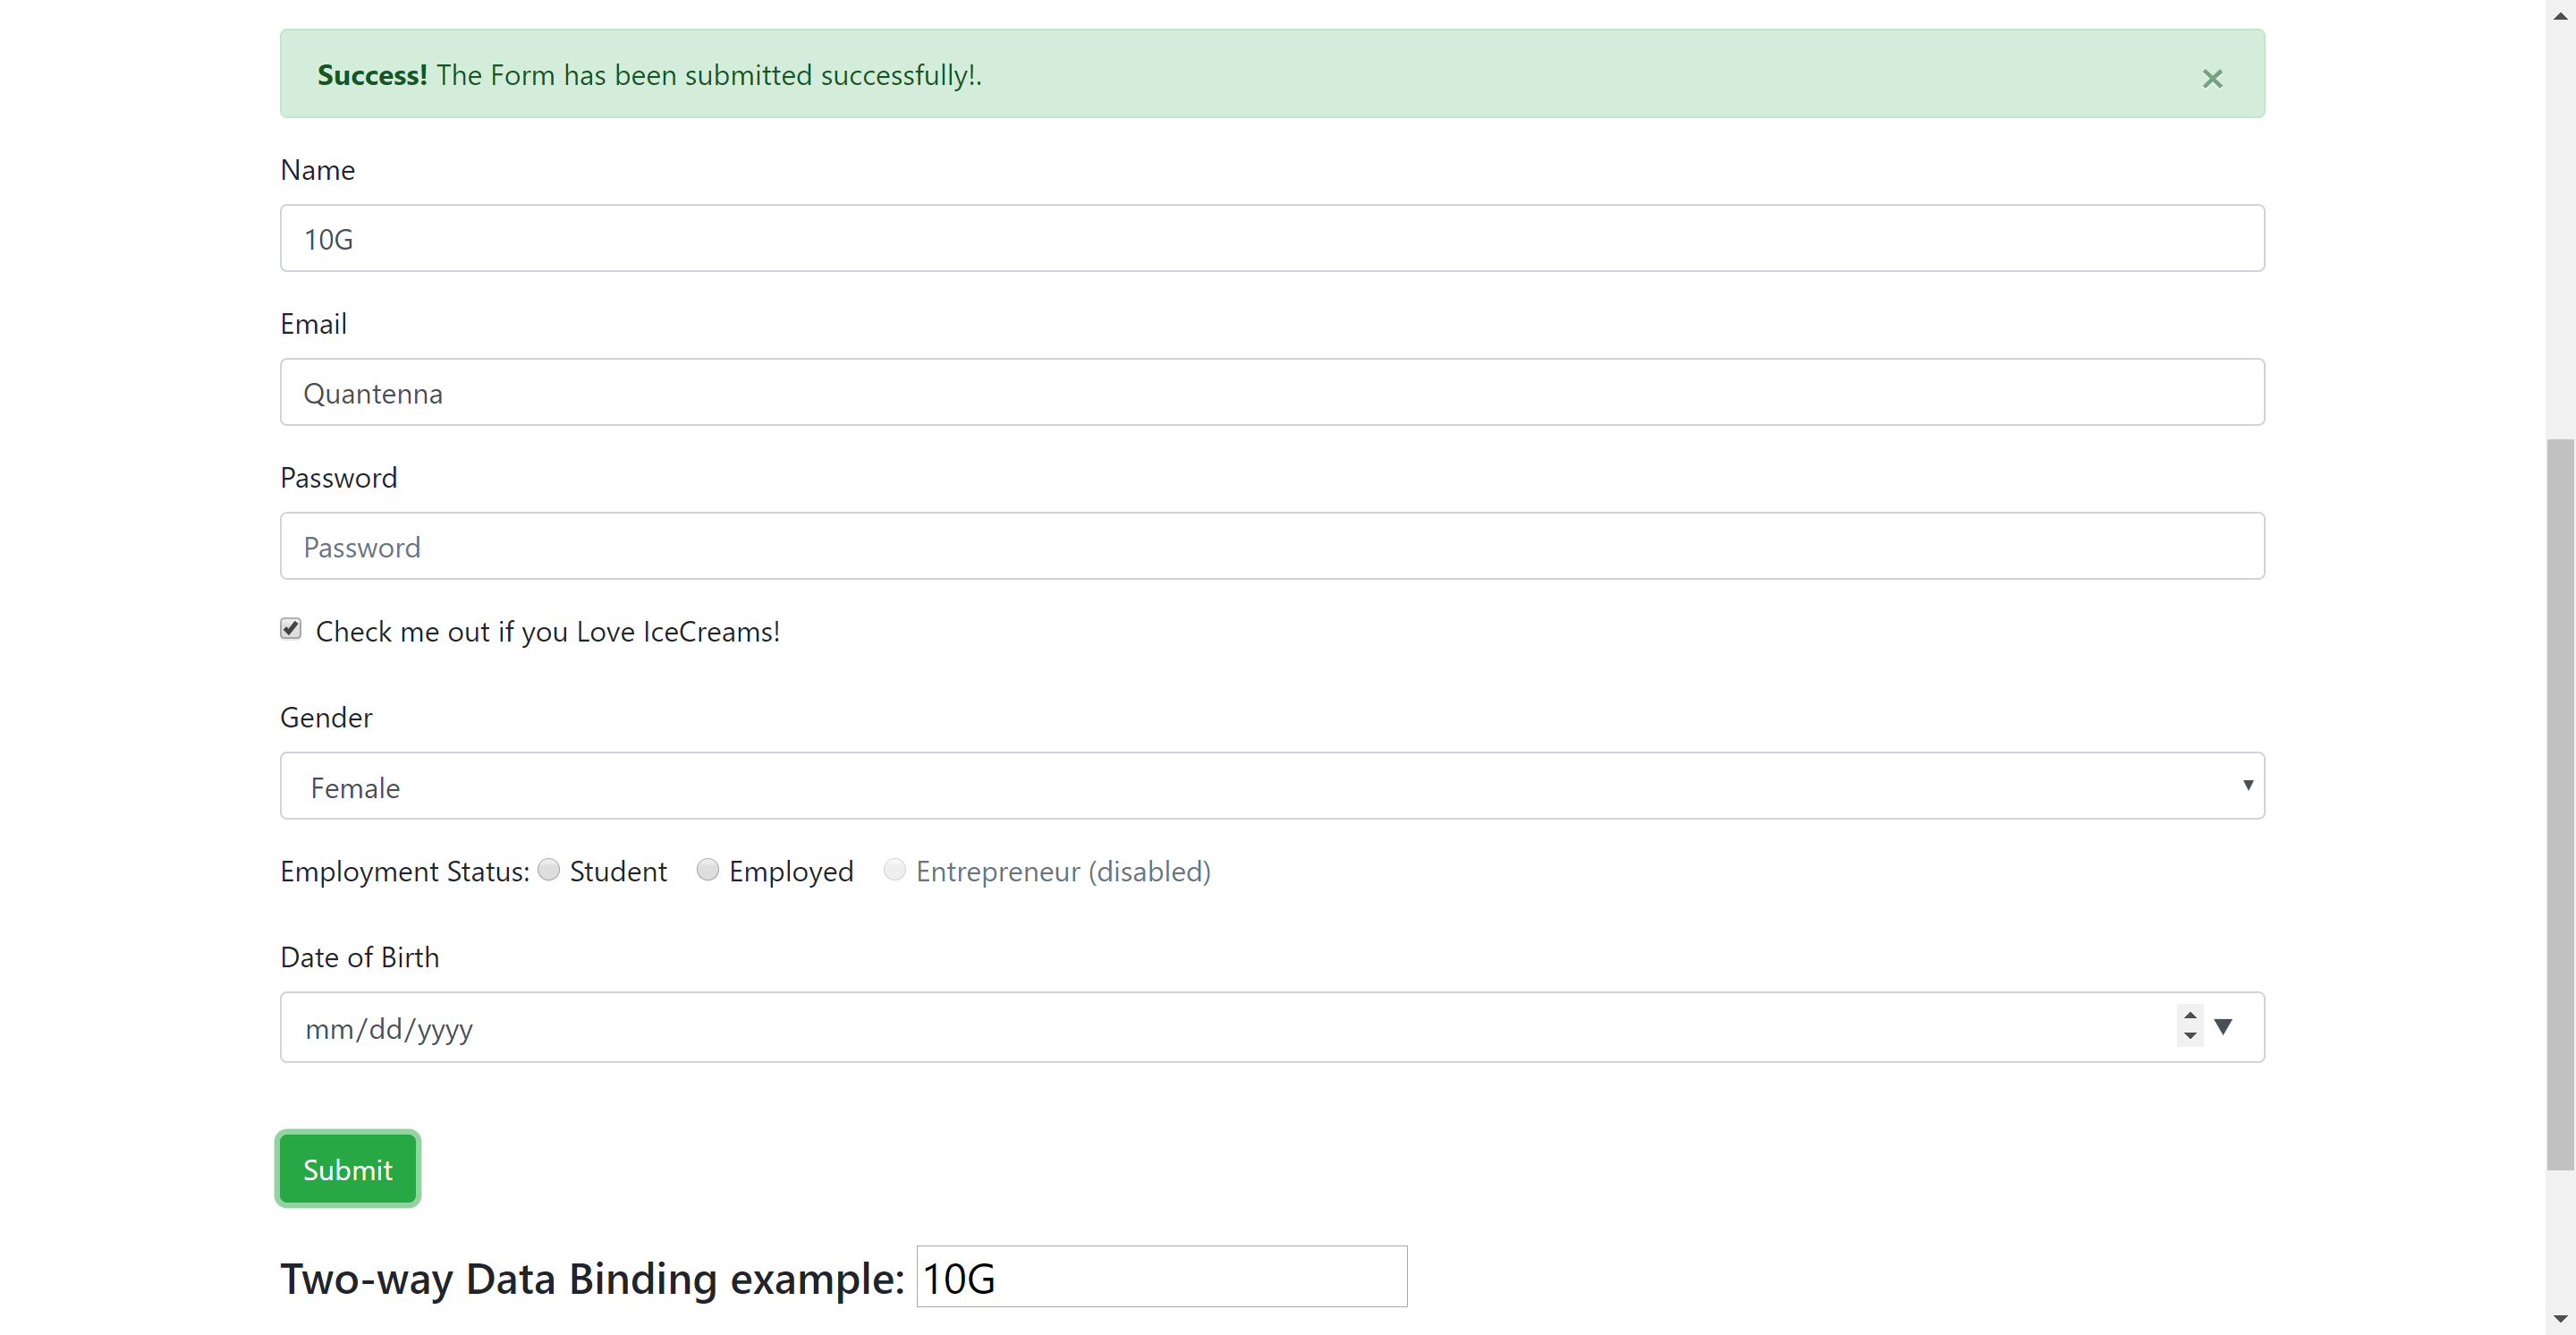 Success! The Form has been submitted successfully!.
×
Name
10G
Email
Quantenna
Password
Password
Check me out if you Love IceCreams!
Gender
Female
Employment Status: Student Employed Entrepreneur (disabled)
Date of Birth
mm/dd/yyyy
Submit
Two-way Data Binding example: 10G